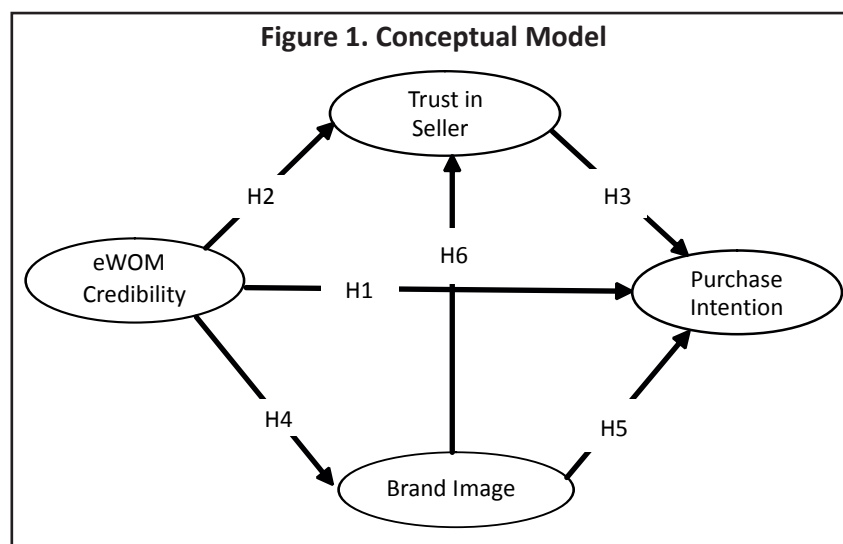 Figure 1. Conceptual Model
Trust in
Seller
H2
H3
eWOM
Credibility
H6
H1
Purchase
Intention
H4
H5
Brand Image